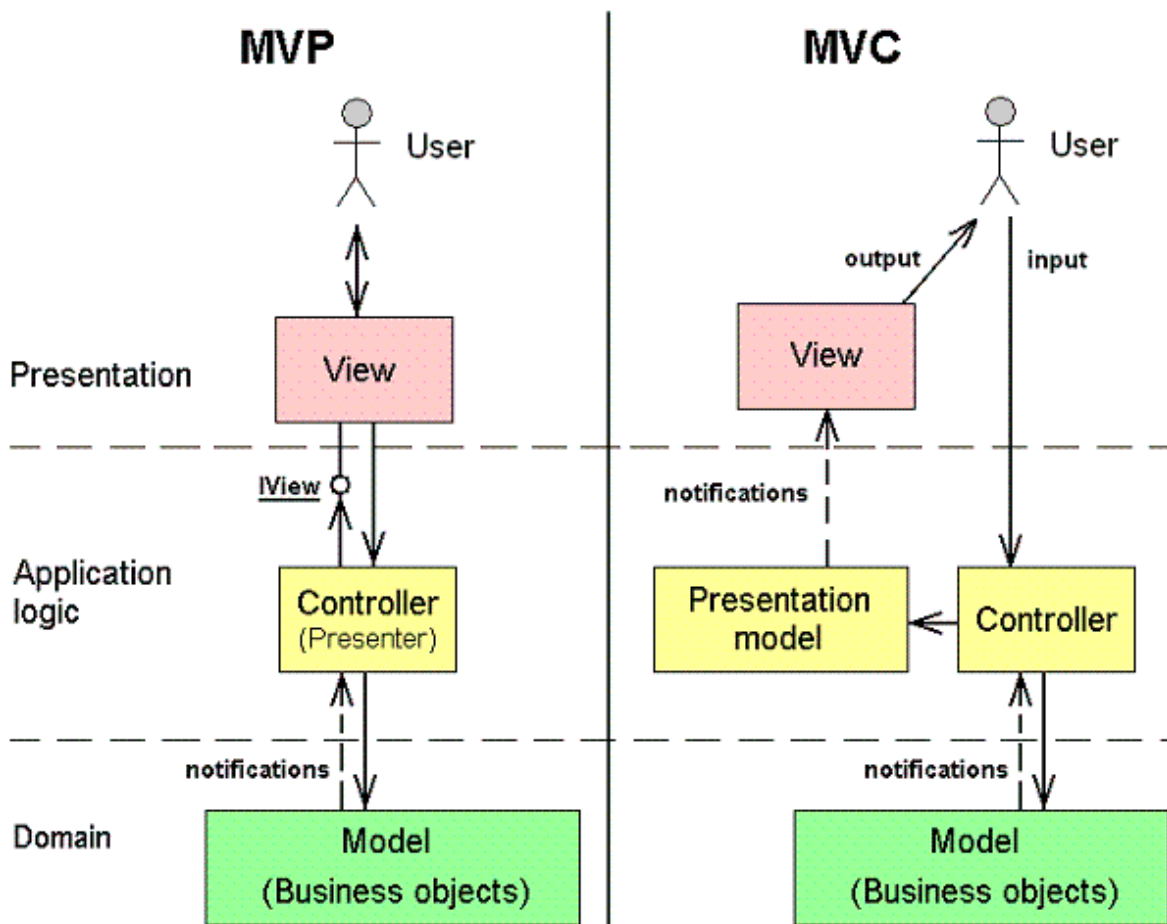 MVP
MVC
User
User
output
input
View
View
Presentation
IView
notifications
Application
logic
Controller
(Presenter)
Presentation
model
Controller
notifications
notifications
Domain
Model
(Business objects)
Model
(Business objects)